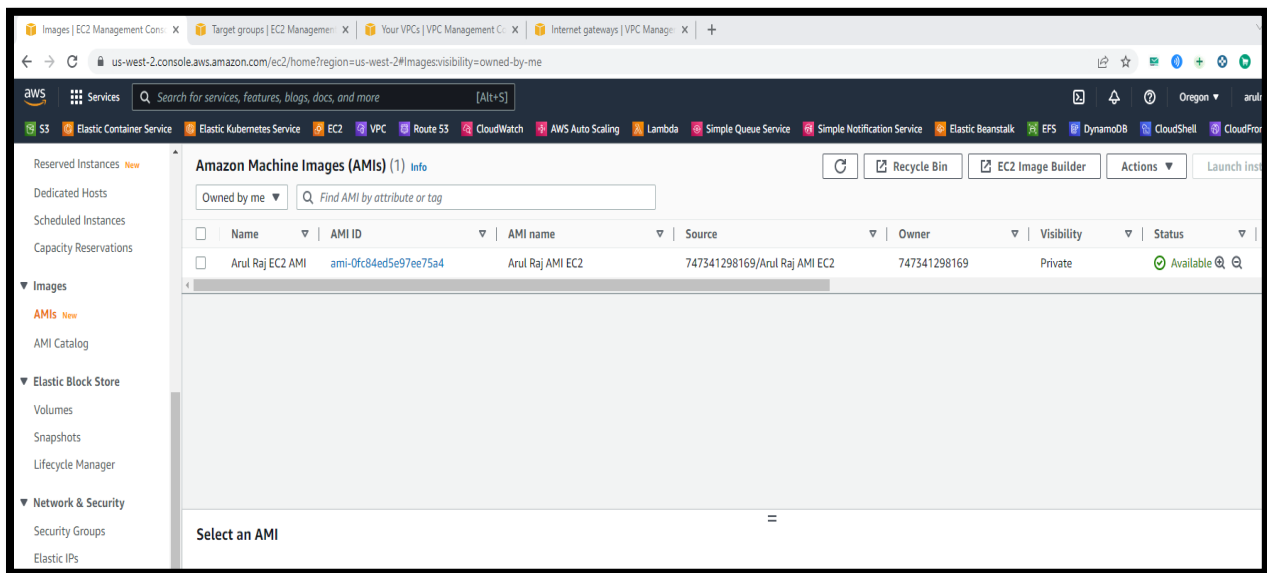 Images | EC2 Management Cons X Target groups | EC2 Managemen X Your VPCs | VPC Management C X Internet gateways | VPC Manage X +
us-west-2.console.aws.amazon.com/ec2/home?region=us-west-2#Images:visibility=owned-by-me
aws Services Search for services, features, blogs, docs, and more [Alt+S] Oregon ▼ arulr
S3 Elastic Container Service Elastic Kubernetes Service EC2 VPC Route 53 CloudWatch AWS Auto Scaling Lambda Simple Queue Service Simple Notification Service Elastic Beanstalk EFS DynamoDB CloudShell CloudFron
Reserved Instances New
Dedicated Hosts
Scheduled Instances
Capacity Reservations
▼ Images
AMIs New
AMI Catalog
▼ Elastic Block Store
Volumes
Snapshots
Lifecycle Manager
▼ Network & Security
Security Groups
Elastic IPs
Amazon Machine Images (AMIs) (1) Info
Recycle Bin EC2 Image Builder Actions ▼ Launch inst
Owned by me ▼ Find AMI by attribute or tag
Name AMI ID AMI name Source Owner Visibility Status
Arul Raj EC2 AMI ami-0fc84ed5e97ee75a4 Arul Raj AMI EC2 747341298169/Arul Raj AMI EC2 747341298169 Private Available
Select an AMI